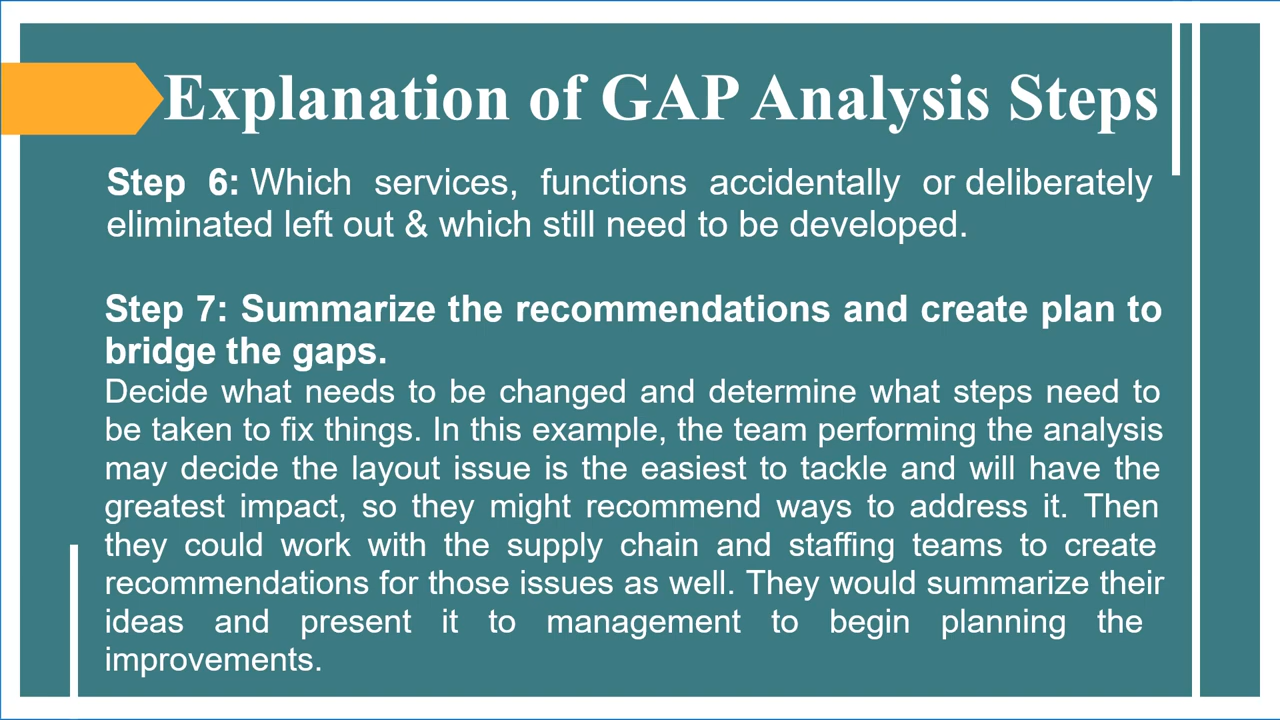 Explanation of GAP Analysis Steps
Step 6: Which services, functions accidentally or deliberately
eliminated left out & which still need to be developed.
Step 7: Summarize the recommendations and create plan to
bridge the gaps.
Decide what needs to be changed and determine what steps need to
be taken to fix things. In this example, the team performing the analysis
may decide the layout issue is the easiest to tackle and will have the
greatest impact, so they might recommend ways to address it. Then
they could work with the supply chain and staffing teams to create
recommendations for those issues as well. They would summarize their
ideas and present it to management to begin planning the
improvements.